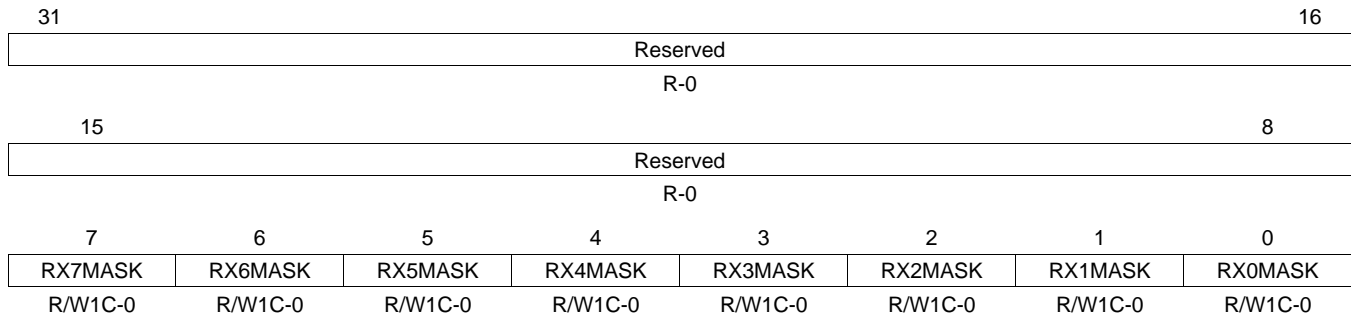 31 16
Reserved
R-0
15 8
Reserved
R-0
7 6 5 4 3 2 1 0
RX7MASK RX6MASK RX5MASK RX4MASK RX3MASK RX2MASK RX1MASK RX0MASK
R/W1C-0 R/W1C-0 R/W1C-0 R/W1C-0 R/W1C-0 R/W1C-0 R/W1C-0 R/W1C-0